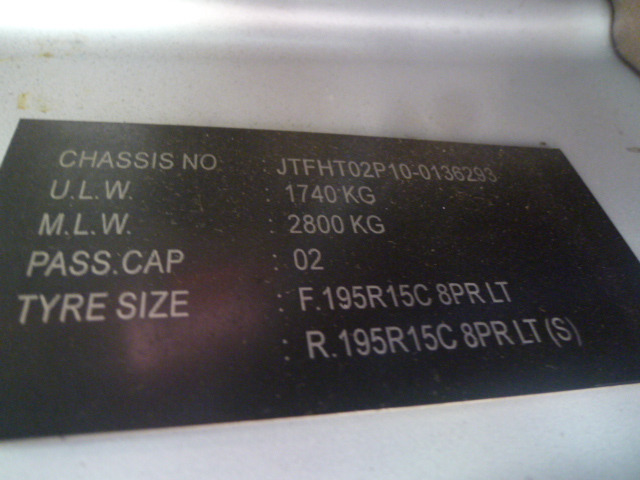 CHASSIS NO : JTFHT02P10-0136293
U.L.W. : 1740 KG
M.L.W. : 2800 KG
PASS.CAP : 02
TYRE SIZE : F.195R15C 8PR LT
: R.195R15C 8PR LT (S)